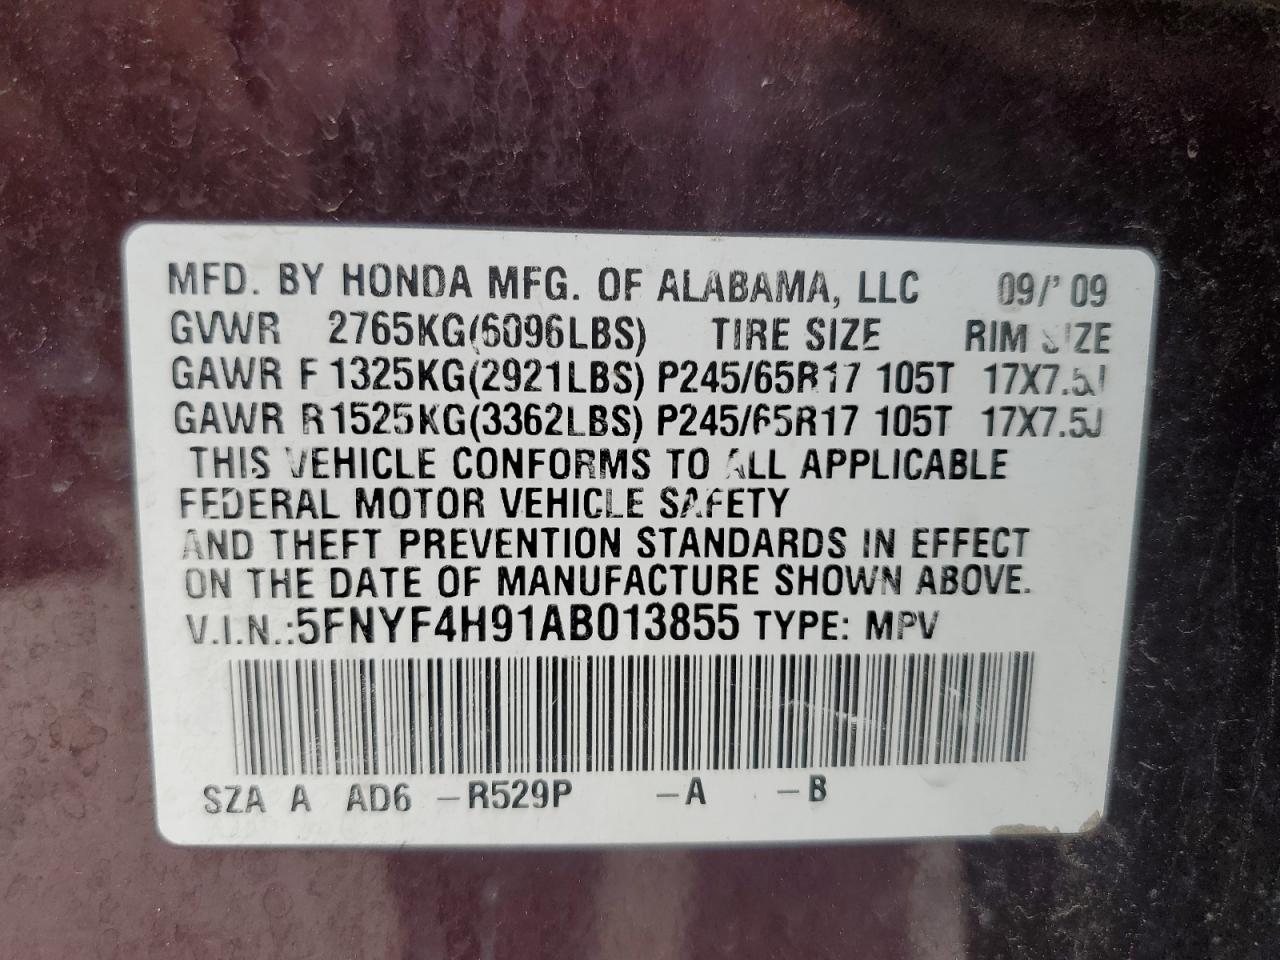 MFD. BY HONDA MFG. OF ALABAMA, LLC 09/' 09
GVWR 2765KG(6096LBS) TIRE SIZE RIM SIZE
GAWR F 1325KG(2921LBS) P245/65R17 105T 17X7.5J
GAWR R1525KG(3362LBS) P245/65R17 105T 17X7.5J
THIS VEHICLE CONFORMS TO ALL APPLICABLE
FEDERAL MOTOR VEHICLE SAFETY
AND THEFT PREVENTION STANDARDS IN EFFECT
ON THE DATE OF MANUFACTURE SHOWN ABOVE.
V.I.N.:5FNYF4H91AB013855 TYPE: MPV
SZA A AD6 -R529P -A -B